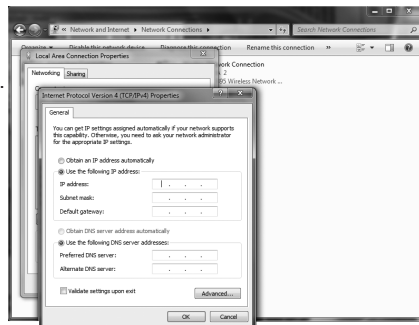 « Network and Internet ▸ Network Connections ▸
Search Network Connections
Organize ▾ Disable this network device Diagnose this connection Rename this connection »
Local Area Connection Properties
work Connection
2
95 Wireless Network ...
Networking Sharing
Internet Protocol Version 4 (TCP/IPv4) Properties
General
You can get IP settings assigned automatically if your network supports
this capability. Otherwise, you need to ask your network administrator
for the appropriate IP settings.
Obtain an IP address automatically
Use the following IP address:
IP address: . . .
Subnet mask: . . .
Default gateway: . . .
Obtain DNS server address automatically
Use the following DNS server addresses:
Preferred DNS server: . . .
Alternate DNS server: . . .
Validate settings upon exit
Advanced...
OK Cancel